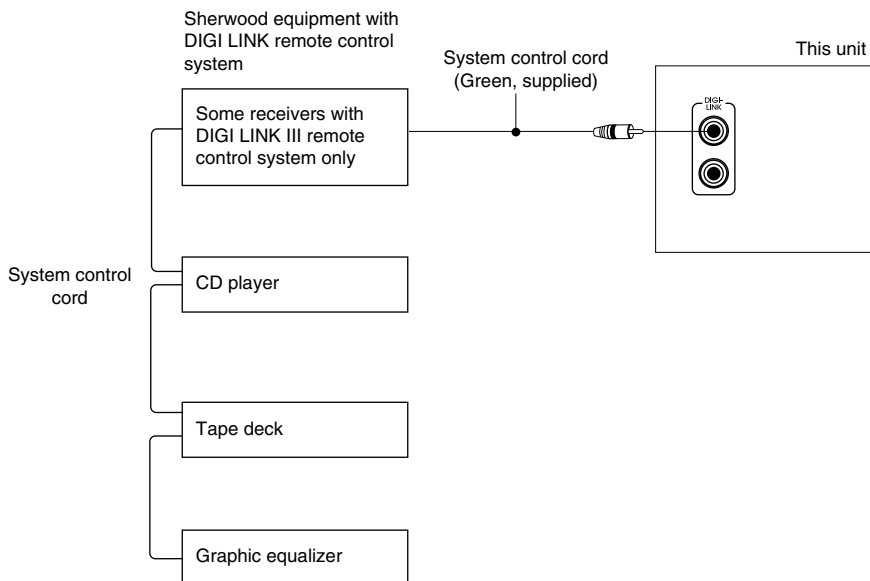 Sherwood equipment with
DIGI LINK remote control
system
System control cord
(Green, supplied)
This unit
Some receivers with
DIGI LINK III remote
control system only
DIGI-
LINK
System control
cord
CD player
Tape deck
Graphic equalizer